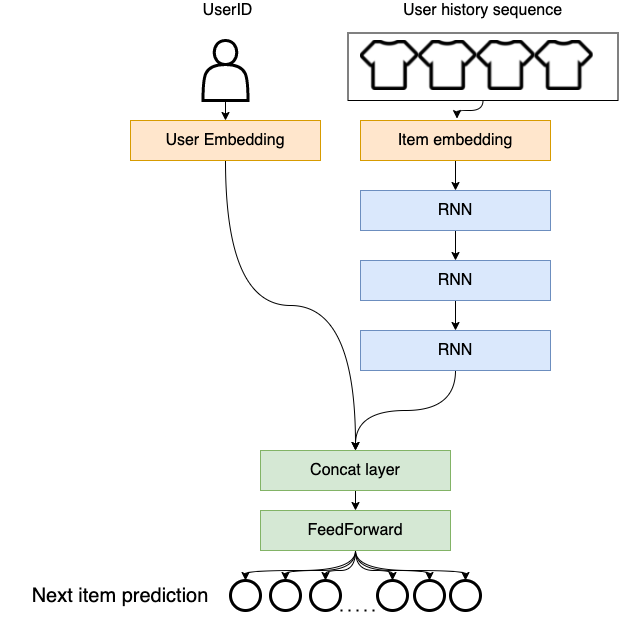 UserID
User history sequence
User Embedding
Item embedding
RNN
RNN
RNN
Concat layer
FeedForward
Next item prediction
.....